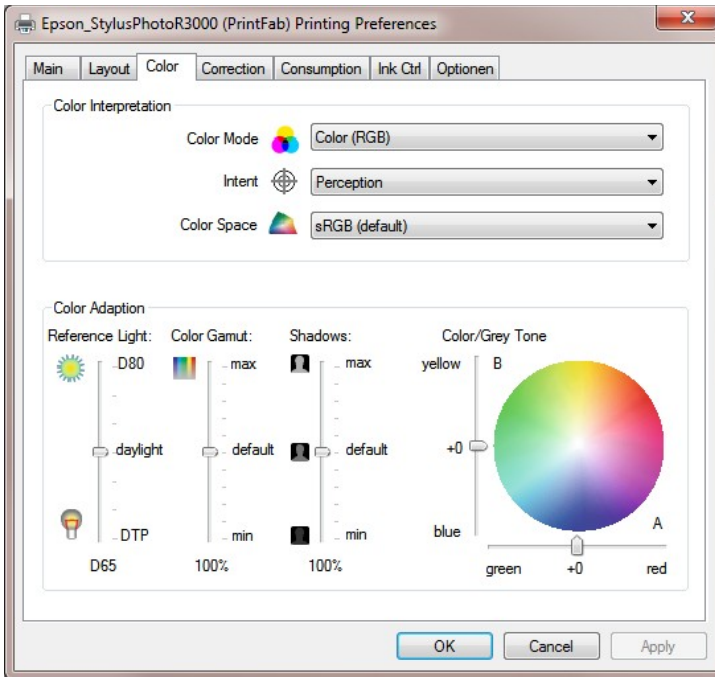 Epson_StylusPhotoR3000 (PrintFab) Printing Preferences
Main Layout Color Correction Consumption Ink Ctrl Optionen
Color Interpretation
Color Mode Color (RGB)
Intent Perception
Color Space sRGB (default)
Color Adaption
Reference Light: Color Gamut: Shadows: Color/Grey Tone
D80 max max yellow B
daylight default default +0
DTP min min blue A
D65 100% 100% green +0 red
OK Cancel Apply